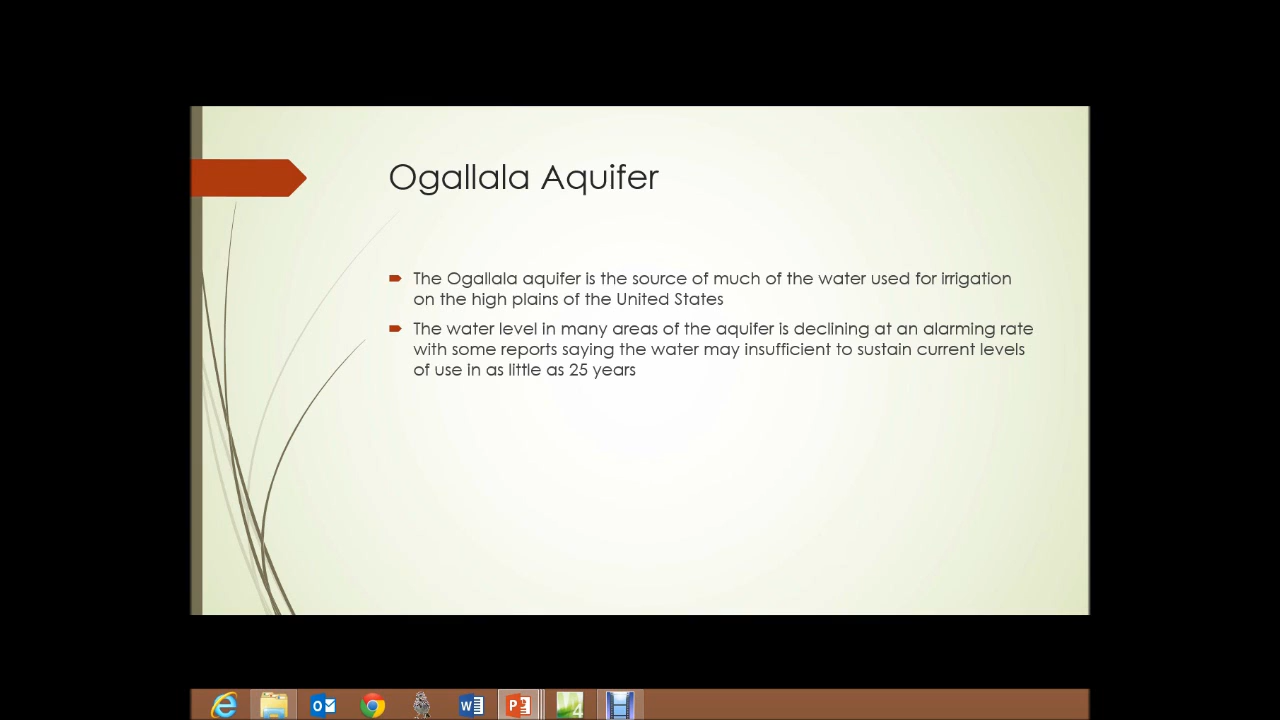 Ogallala Aquifer
The Ogallala aquifer is the source of much of the water used for irrigation
on the high plains of the United States
The water level in many areas of the aquifer is declining at an alarming rate
with some reports saying the water may insufficient to sustain current levels
of use in as little as 25 years